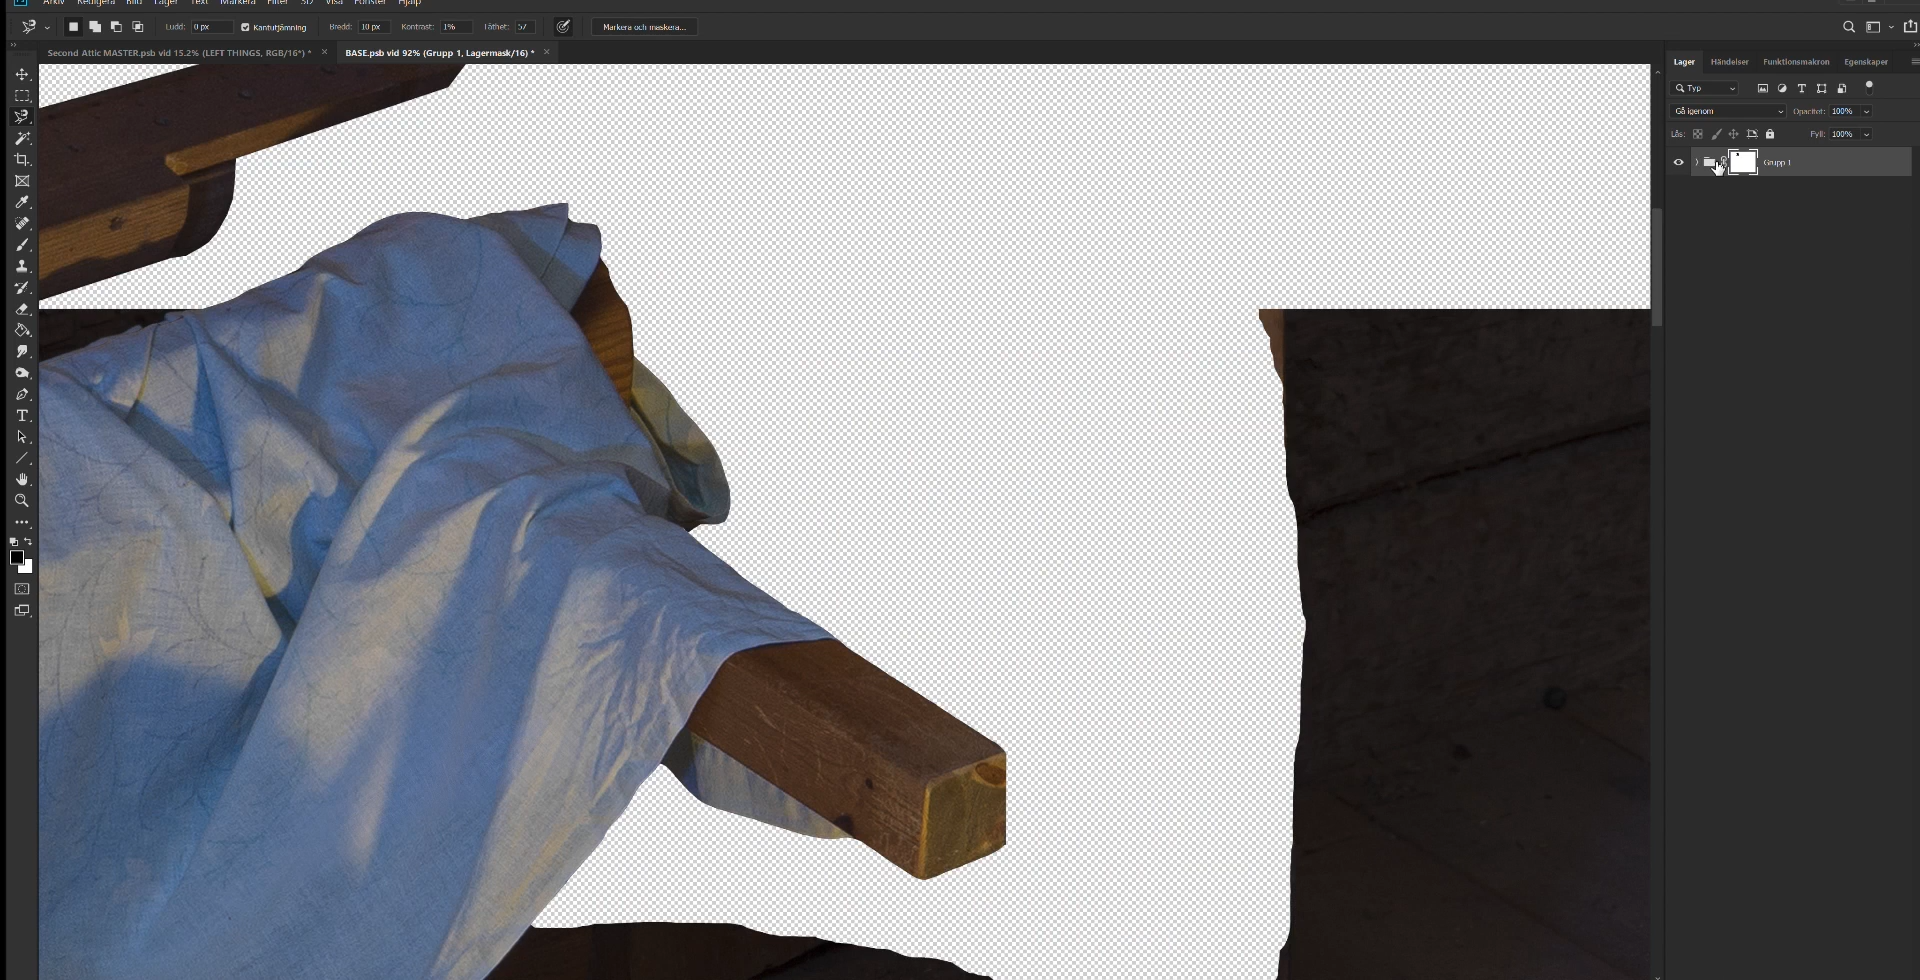 Arkiv Redigera Bild Lager Text Markera Filter 3D Visa Fönster Hjälp
Ludd: 0 px Kantutjämning Bredd: 10 px Kontrast: 1% Täthet: 57 Markera och maskera...
Second Attic MASTER.psb vid 15.2% (LEFT THINGS, RGB/16*) * × BASE.psb vid 92% (Grupp 1, Lagermask/16) * ×
Lager Händelser Funktionsmakron Egenskaper
Typ
Gå igenom Opacitet: 100%
Lås: Fyll: 100%
Grupp 1